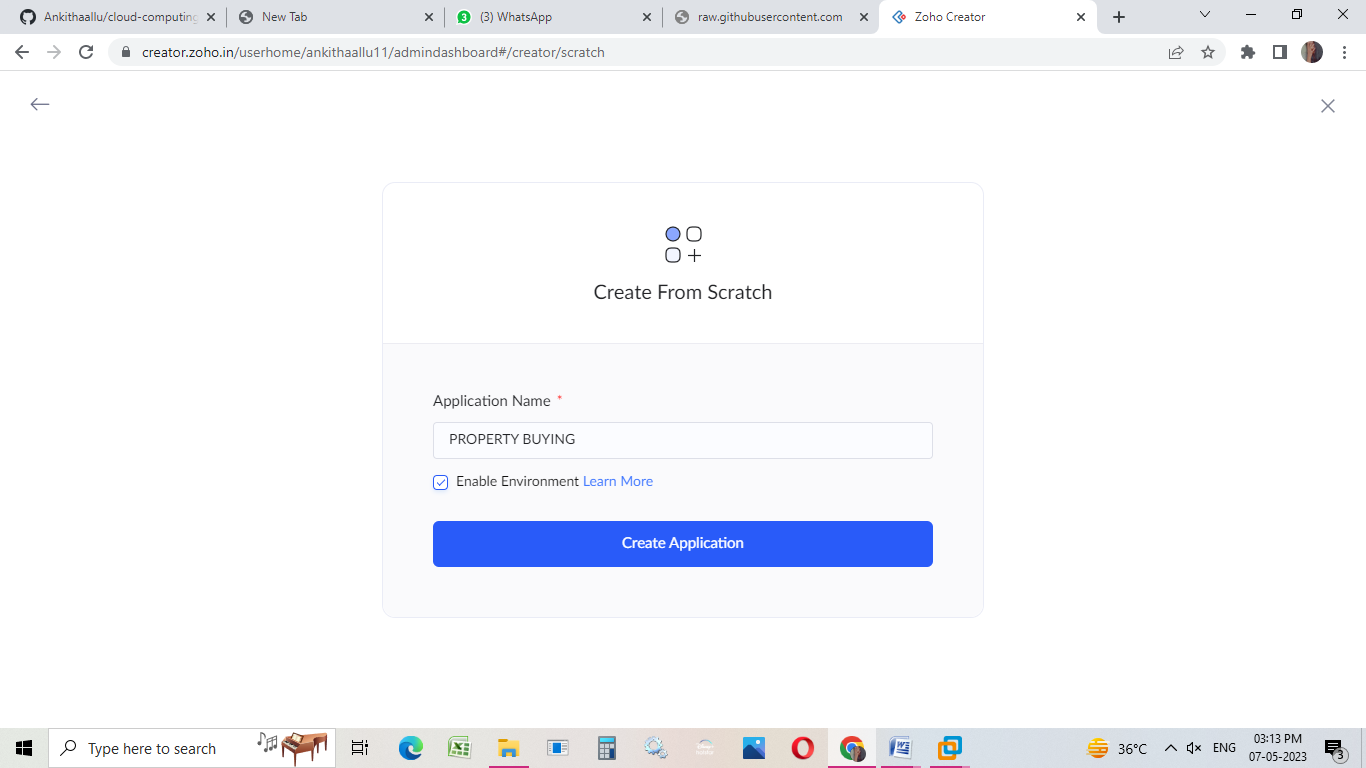 Ankithaallu/cloud-computing
New Tab
3
(3) WhatsApp
raw.githubusercontent.com
Zoho Creator
creator.zoho.in/userhome/ankithaallu11/admindashboard#/creator/scratch
Create From Scratch
Application Name *
PROPERTY BUYING
Enable Environment Learn More
Create Application
Type here to search
36°C
ENG
03:13 PM
07-05-2023
3